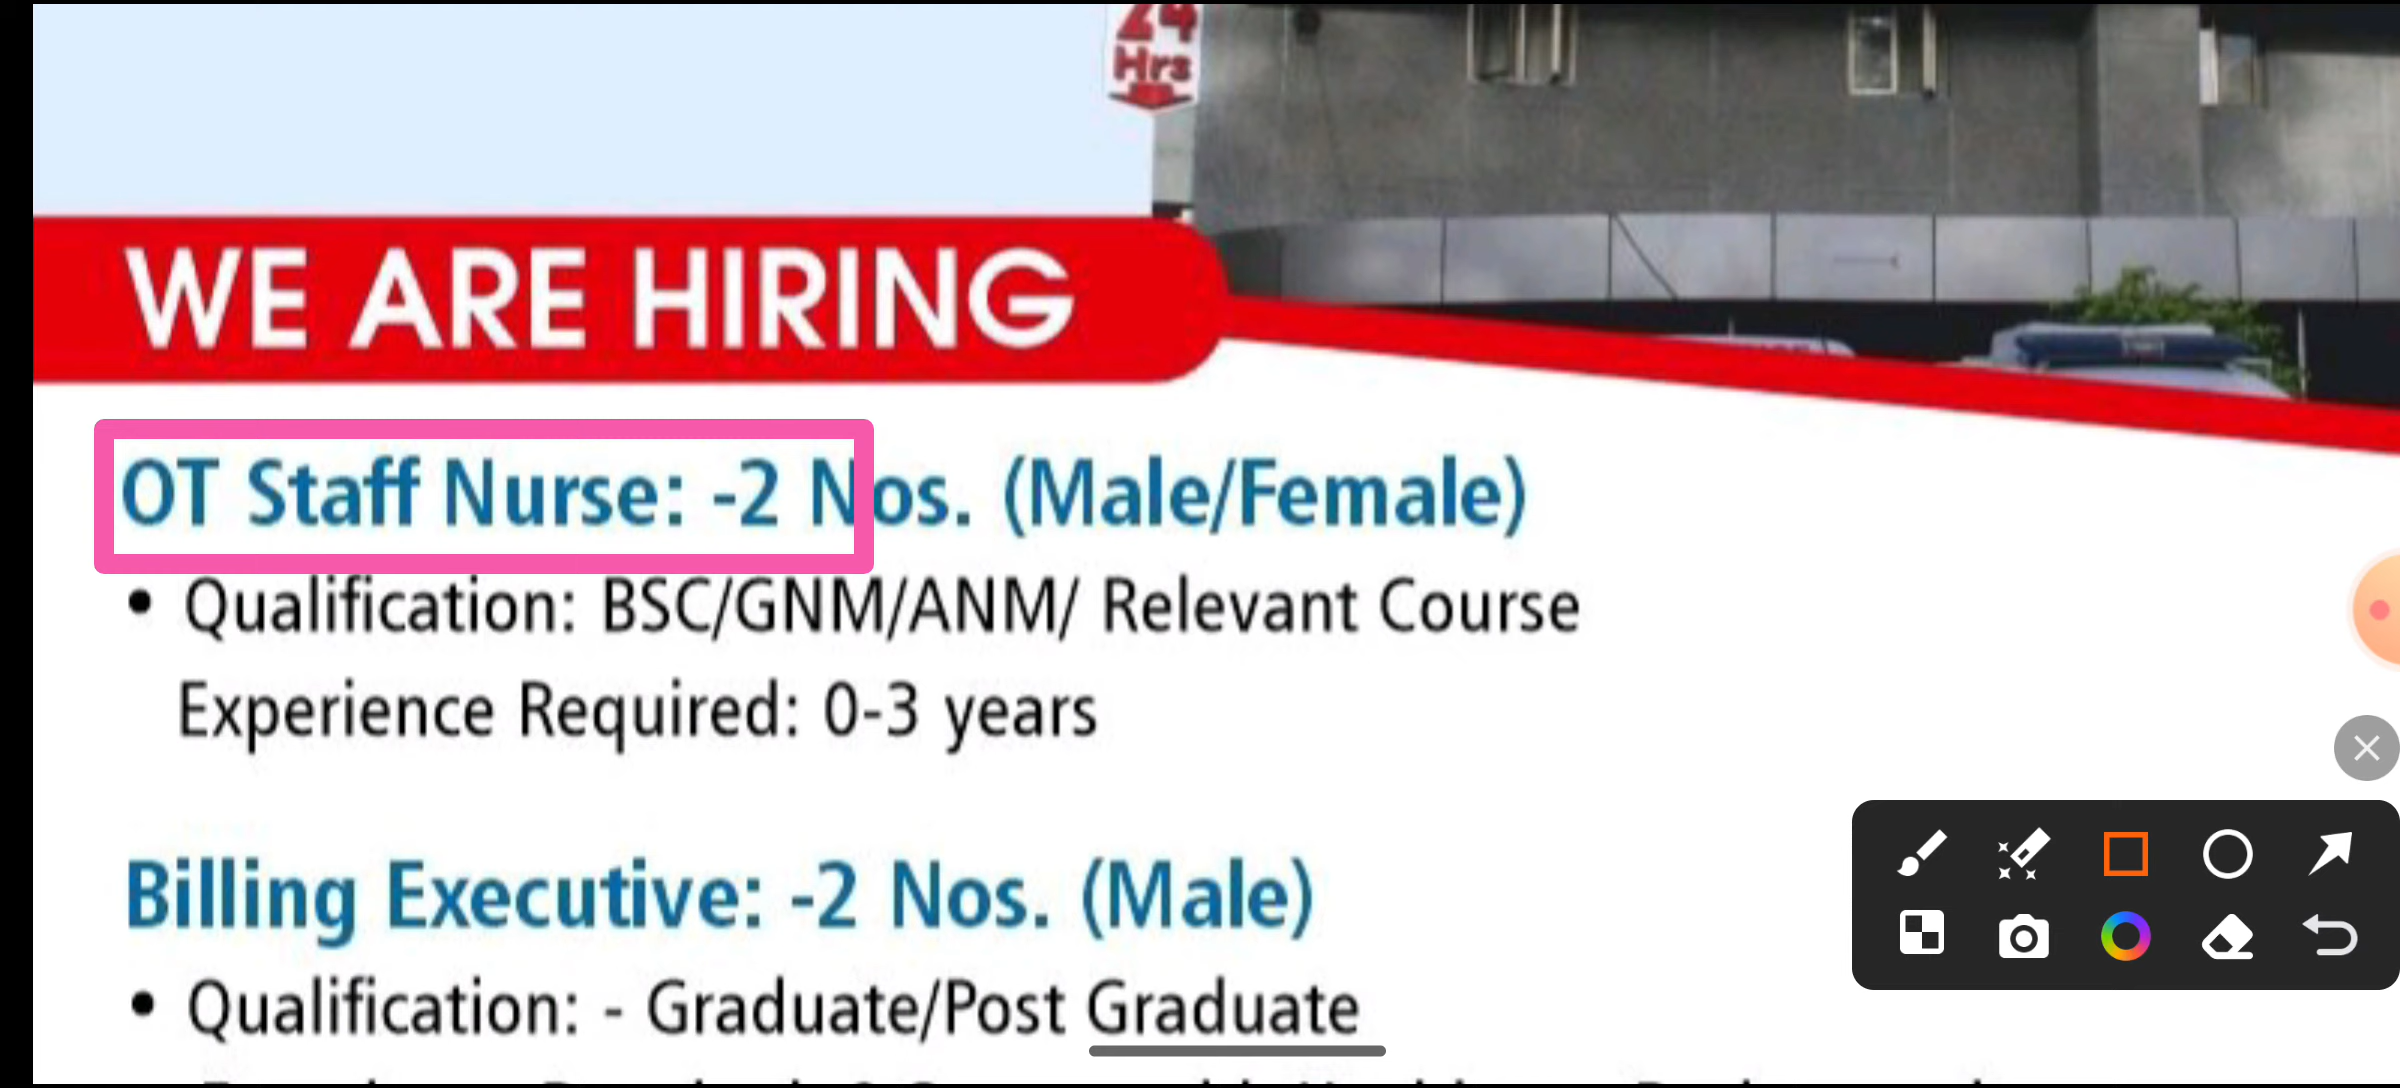 24
Hrs
WE ARE HIRING
OT Staff Nurse: -2 Nos. (Male/Female)
• Qualification: BSC/GNM/ANM/ Relevant Course
Experience Required: 0-3 years
Billing Executive: -2 Nos. (Male)
• Qualification: - Graduate/Post Graduate